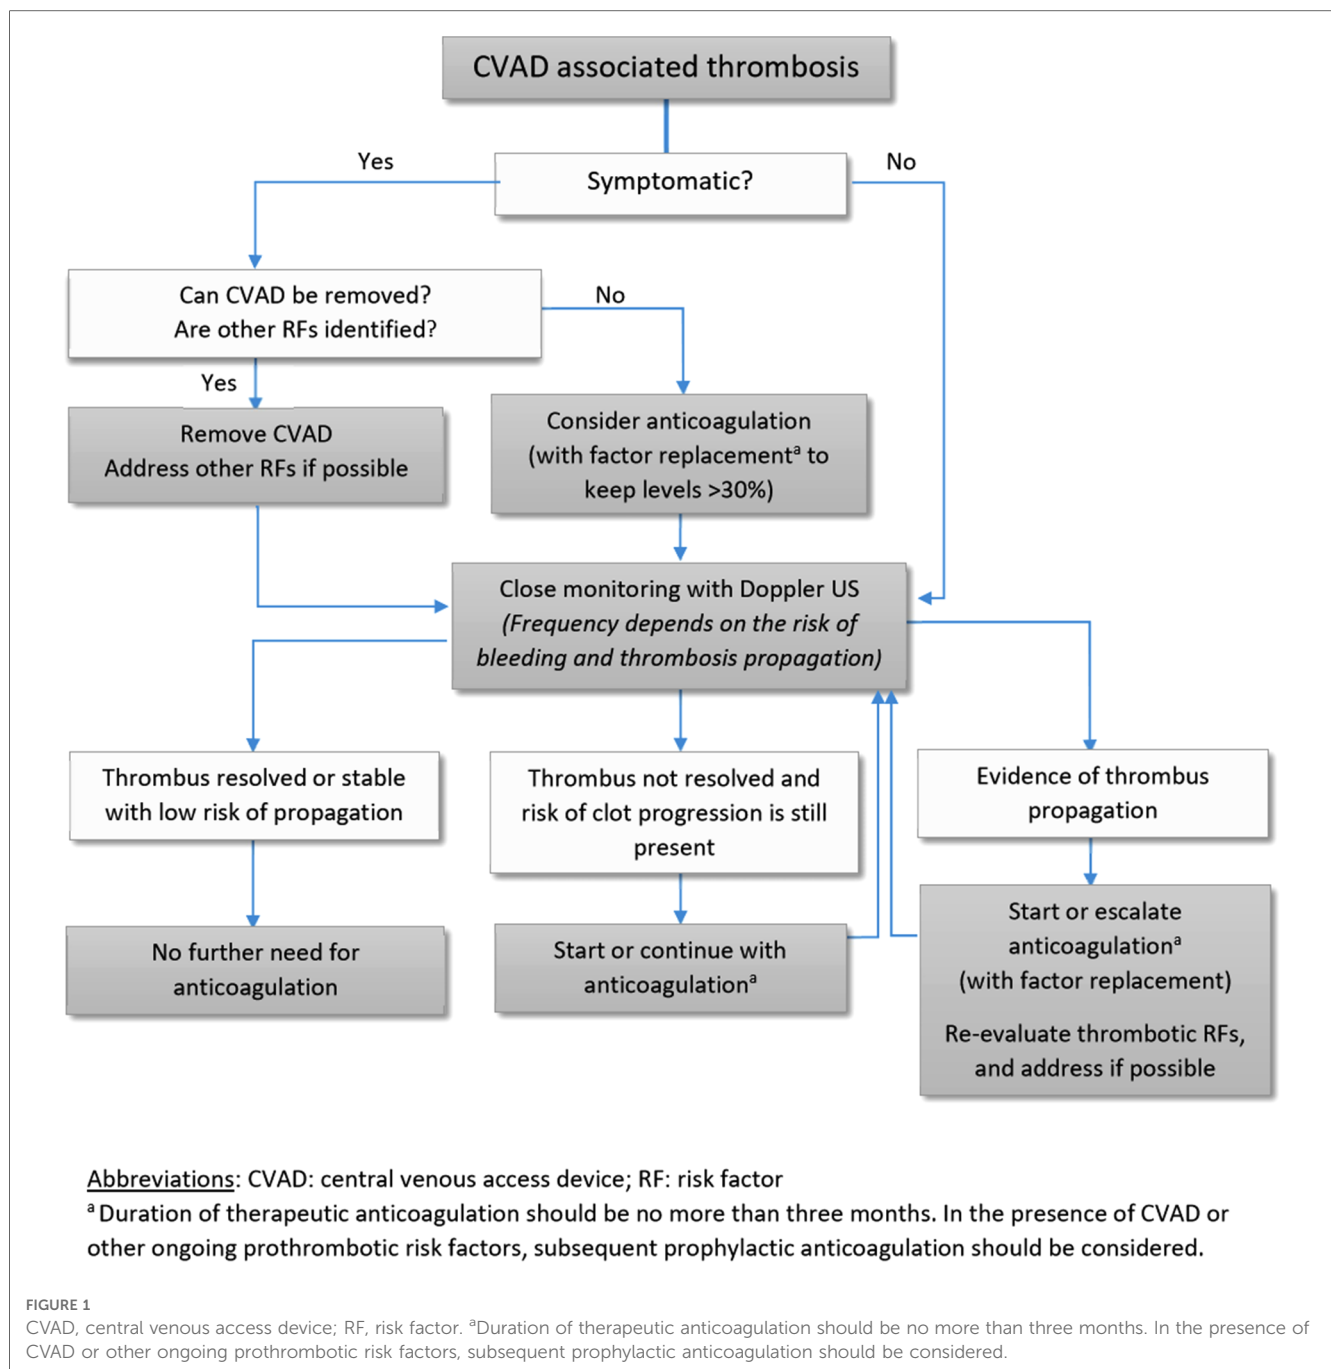 CVAD associated thrombosis
Yes
Symptomatic?
No
Can CVAD be removed?
Are other RFs identified?
No
Yes
Remove CVAD
Address other RFs if possible
Consider anticoagulation
(with factor replacementᵃ to
keep levels >30%)
Close monitoring with Doppler US
(Frequency depends on the risk of
bleeding and thrombosis propagation)
Thrombus resolved or stable
with low risk of propagation
Thrombus not resolved and
risk of clot progression is still
present
Evidence of thrombus
propagation
No further need for
anticoagulation
Start or continue with
anticoagulationᵃ
Start or escalate
anticoagulationᵃ
(with factor replacement)
Re-evaluate thrombotic RFs,
and address if possible
Abbreviations: CVAD: central venous access device; RF: risk factor
ᵃ Duration of therapeutic anticoagulation should be no more than three months. In the presence of CVAD or
other ongoing prothrombotic risk factors, subsequent prophylactic anticoagulation should be considered.
FIGURE 1
CVAD, central venous access device; RF, risk factor. ᵃDuration of therapeutic anticoagulation should be no more than three months. In the presence of
CVAD or other ongoing prothrombotic risk factors, subsequent prophylactic anticoagulation should be considered.